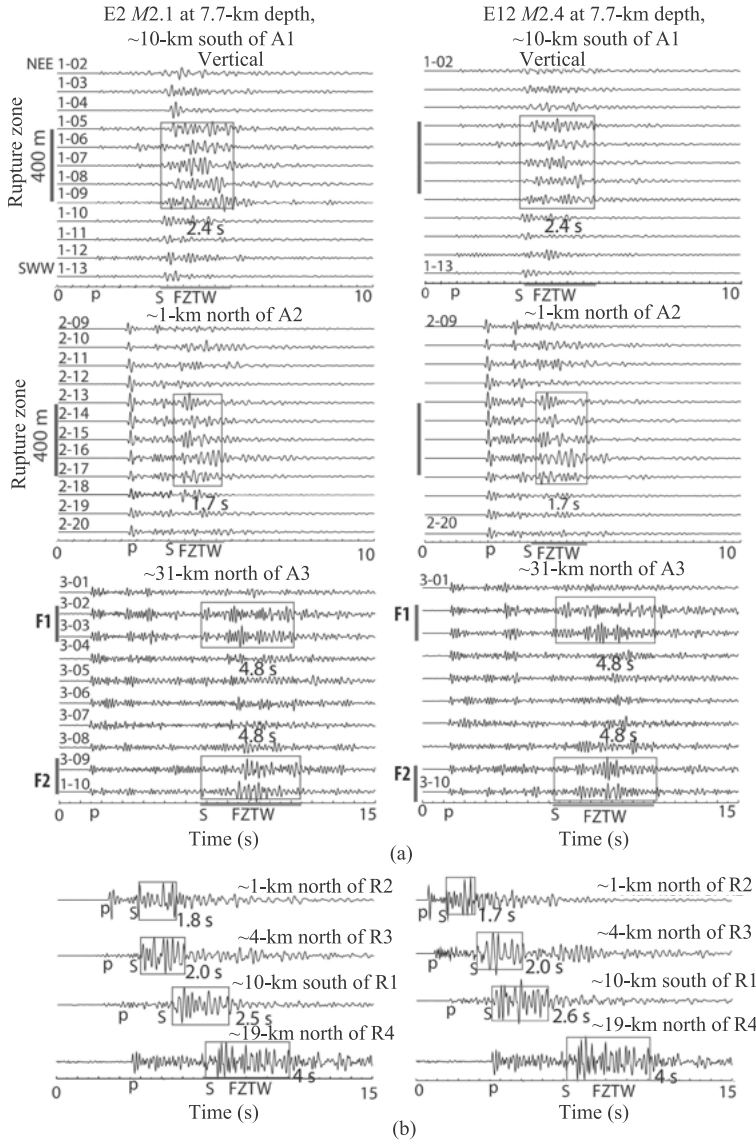 E2 M2.1 at 7.7-km depth,
~10-km south of A1
Vertical
NEE 1-02
1-03
1-04
1-05
1-06
1-07
1-08
1-09
1-10
1-11
1-12
SWW 1-13
Rupture zone
400 m
2.4 s
0 P S FZTW 10
~1-km north of A2
2-09
2-10
2-11
2-12
2-13
2-14
2-15
2-16
2-17
2-18
2-19
2-20
Rupture zone
400 m
1.7 s
0 P S FZTW 10
~31-km north of A3
3-01
3-02
3-03
3-04
3-05
3-06
3-07
3-08
3-09
1-10
F1
F2
4.8 s
4.8 s
0 P S FZTW 15
Time (s)
E12 M2.4 at 7.7-km depth,
~10-km south of A1
Vertical
1-02
2.4 s
1-13
0 P S FZTW 10
~1-km north of A2
2-09
1.7 s
2-20
0 P S FZTW 10
~31-km north of A3
3-01
F1
4.8 s
4.8 s
F2
3-10
0 P S FZTW 15
Time (s)
(a)
~1-km north of R2
P S 1.8 s
~4-km north of R3
P S 2.0 s
~10-km south of R1
P S 2.5 s
~19-km north of R4
4 s
0 P S FZTW 15
Time (s)
~1-km north of R2
P S 1.7 s
~4-km north of R3
P S 2.0 s
~10-km south of R1
P S 2.6 s
~19-km north of R4
4 s
0 P S FZTW 15
Time (s)
(b)